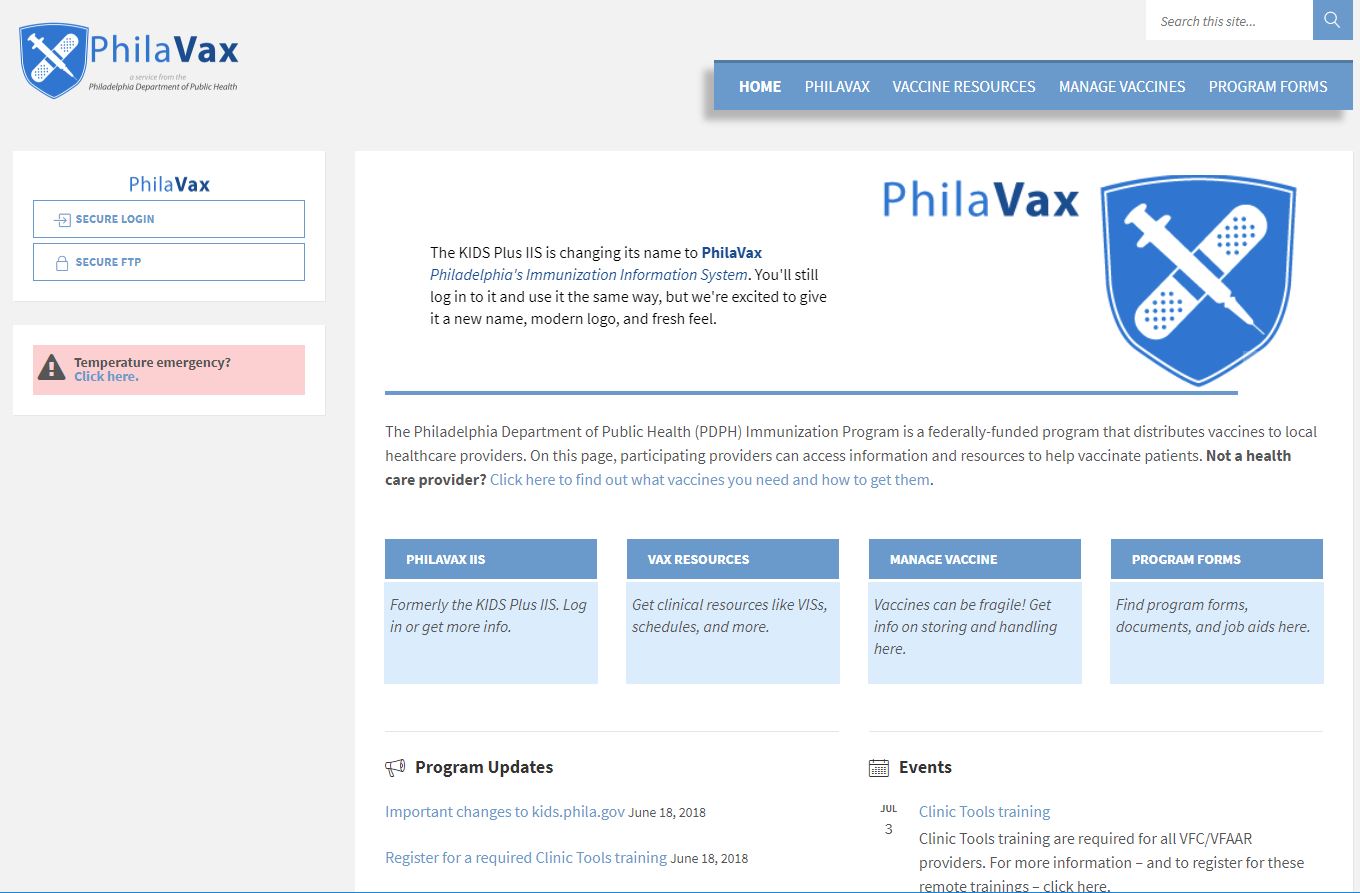 PhilaVax
a service from the
Philadelphia Department of Public Health
Search this site...
HOME PHILAVAX VACCINE RESOURCES MANAGE VACCINES PROGRAM FORMS
PhilaVax
SECURE LOGIN
SECURE FTP
Temperature emergency?
Click here.
PhilaVax
The KIDS Plus IIS is changing its name to PhilaVax
Philadelphia's Immunization Information System. You'll still
log in to it and use it the same way, but we're excited to give
it a new name, modern logo, and fresh feel.
The Philadelphia Department of Public Health (PDPH) Immunization Program is a federally-funded program that distributes vaccines to local
healthcare providers. On this page, participating providers can access information and resources to help vaccinate patients. Not a health
care provider? Click here to find out what vaccines you need and how to get them.
PHILAVAX IIS
Formerly the KIDS Plus IIS. Log
in or get more info.
VAX RESOURCES
Get clinical resources like VISs,
schedules, and more.
MANAGE VACCINE
Vaccines can be fragile! Get
info on storing and handling
here.
PROGRAM FORMS
Find program forms,
documents, and job aids here.
Program Updates
Important changes to kids.phila.gov June 18, 2018
Register for a required Clinic Tools training June 18, 2018
Events
JUL
3
Clinic Tools training
Clinic Tools training are required for all VFC/VFAAR
providers. For more information – and to register for these
remote trainings – click here.